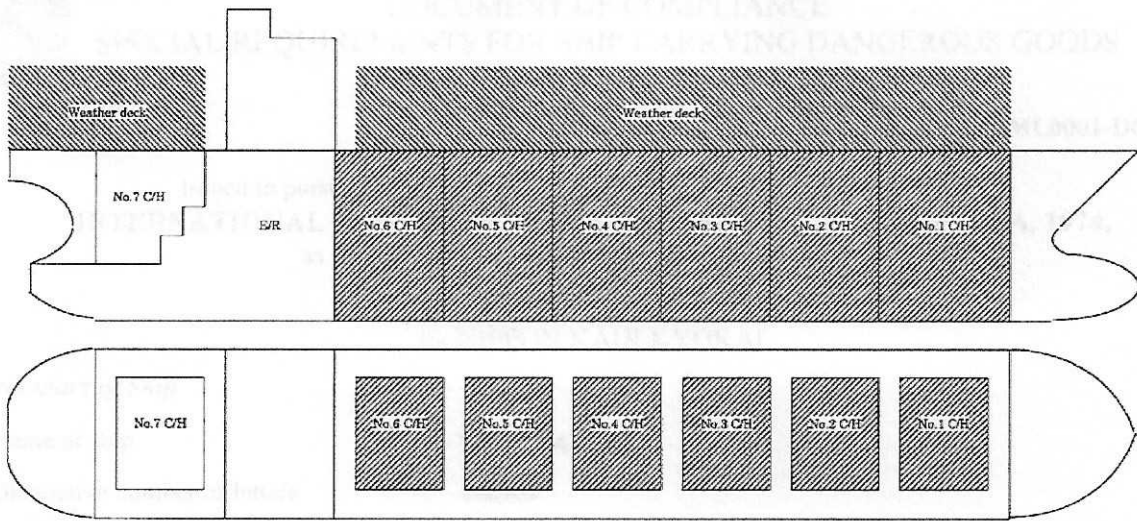 DOCUMENT OF COMPLIANCE
SPECIAL REQUIREMENTS FOR SHIP CARRYING DANGEROUS GOODS
Weather deck
Weather deck
No.7 C/H
E/R
No.6 C/H
No.5 C/H
No.4 C/H
No.3 C/H
No.2 C/H
No.1 C/H
INTERNATIONAL
1974,
No.7 C/H
No.6 C/H
No.5 C/H
No.4 C/H
No.3 C/H
No.2 C/H
No.1 C/H